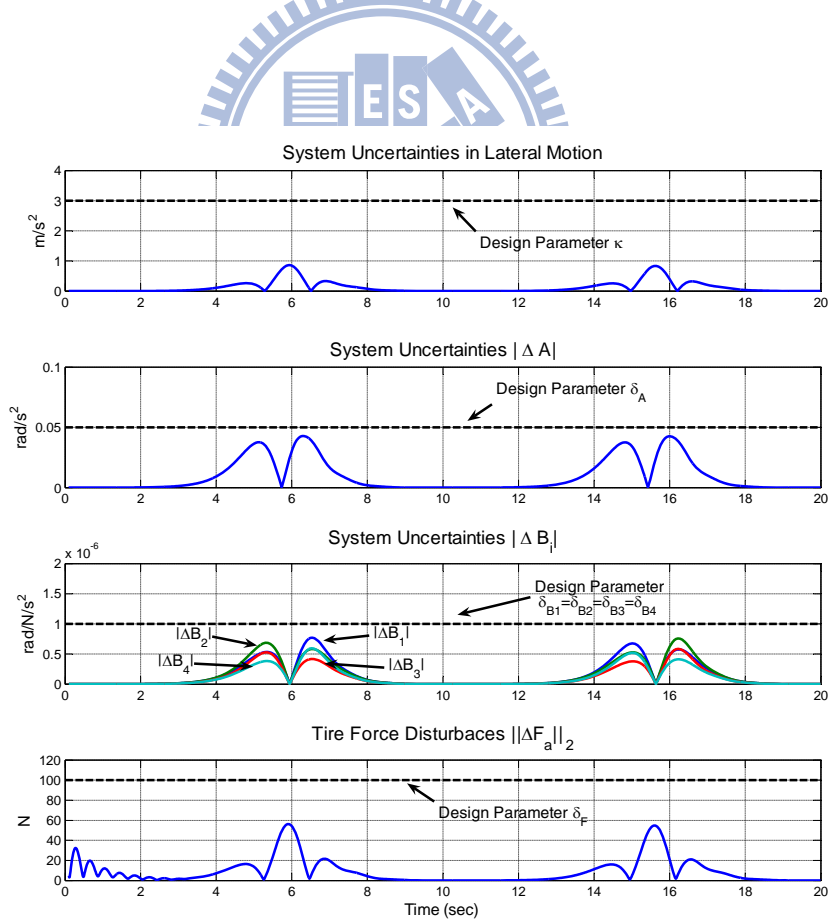 ESA
System Uncertainties in Lateral Motion
4
3
2
1
0
m/s²
Design Parameter κ
0 2 4 6 8 10 12 14 16 18 20
System Uncertainties | Δ A|
0.1
0.05
0
rad/s²
Design Parameter δ_A
0 2 4 6 8 10 12 14 16 18 20
System Uncertainties | Δ B_i|
x 10⁻⁶
2
1.5
1
0.5
0
rad/N/s²
Design Parameter
δ_B1=δ_B2=δ_B3=δ_B4
|ΔB_2|
|ΔB_1|
|ΔB_4|
|ΔB_3|
0 2 4 6 8 10 12 14 16 18 20
Tire Force Disturbaces ||ΔF_a||_2
120
100
80
60
40
20
0
N
Design Parameter δ_F
0 2 4 6 8 10 12 14 16 18 20
Time (sec)